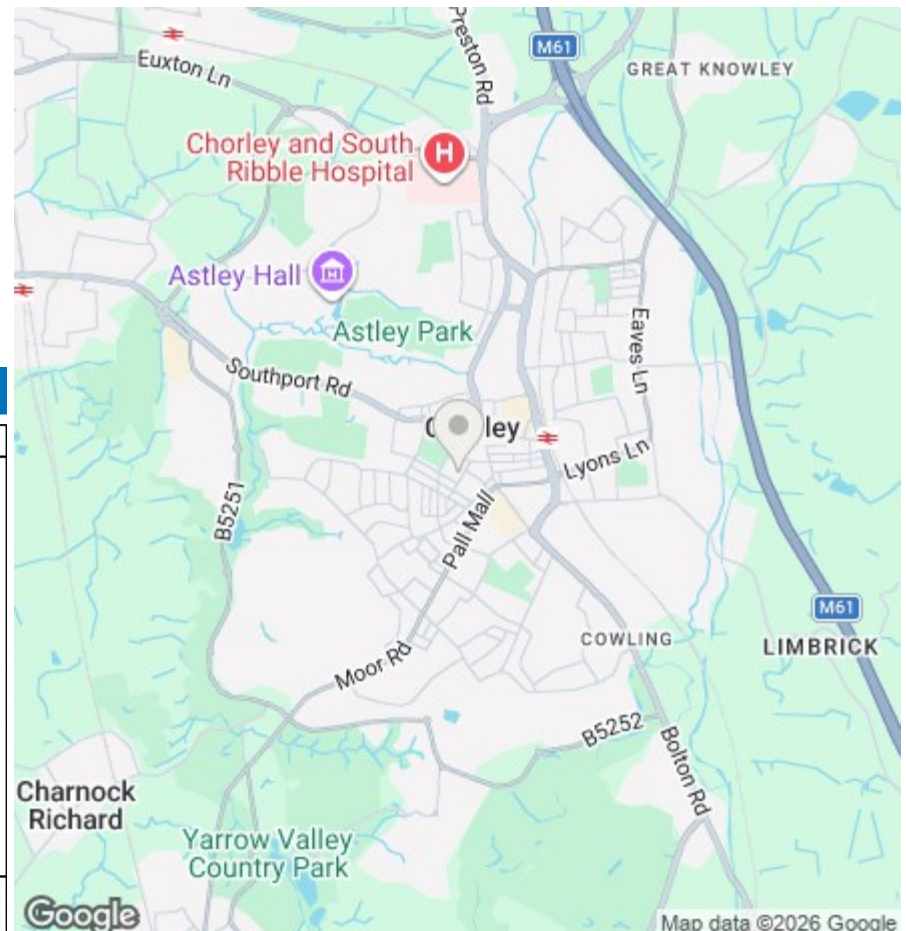 Preston Rd
M61
GREAT KNOWLEY
Euxton Ln
Chorley and South
Ribble Hospital
H
Astley Hall
Astley Park
Eaves Ln
Southport Rd
Lyons Ln
B5251
Pall Mall
M61
COWLING
LIMBRICK
Moor Rd
B5252
Bolton Rd
Charnock
Richard
Yarrow Valley
Country Park
Google
Map data ©2026 Google